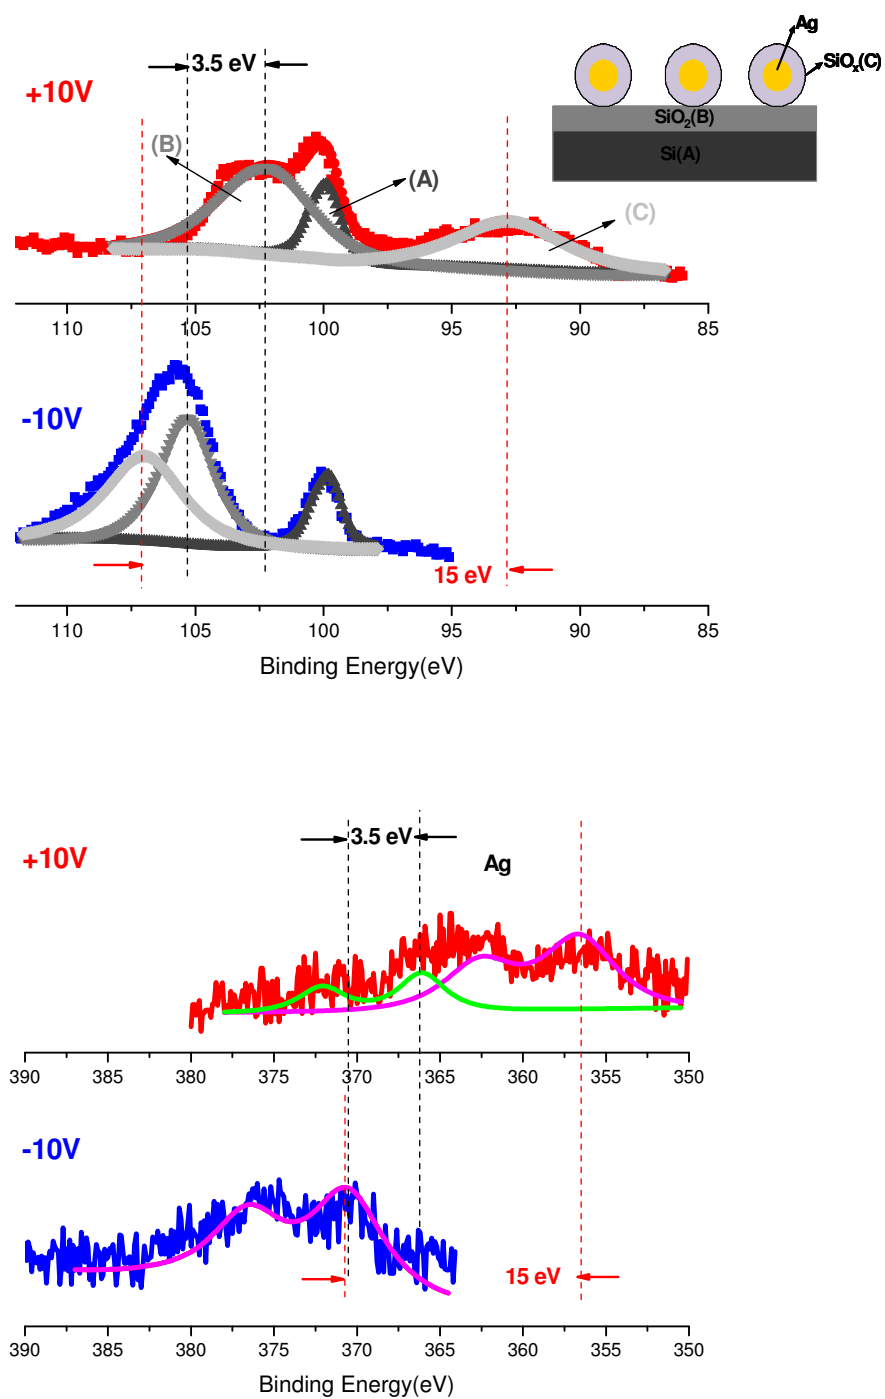 3.5 eV
Ag
SiOx(C)
+10V
SiO2(B)
Si(A)
(B)
(A)
(C)
110 105 100 95 90 85
-10V
15 eV
110 105 100 95 90 85
Binding Energy(eV)
3.5 eV
+10V
Ag
390 385 380 375 370 365 360 355 350
-10V
15 eV
390 385 380 375 370 365 360 355 350
Binding Energy(eV)